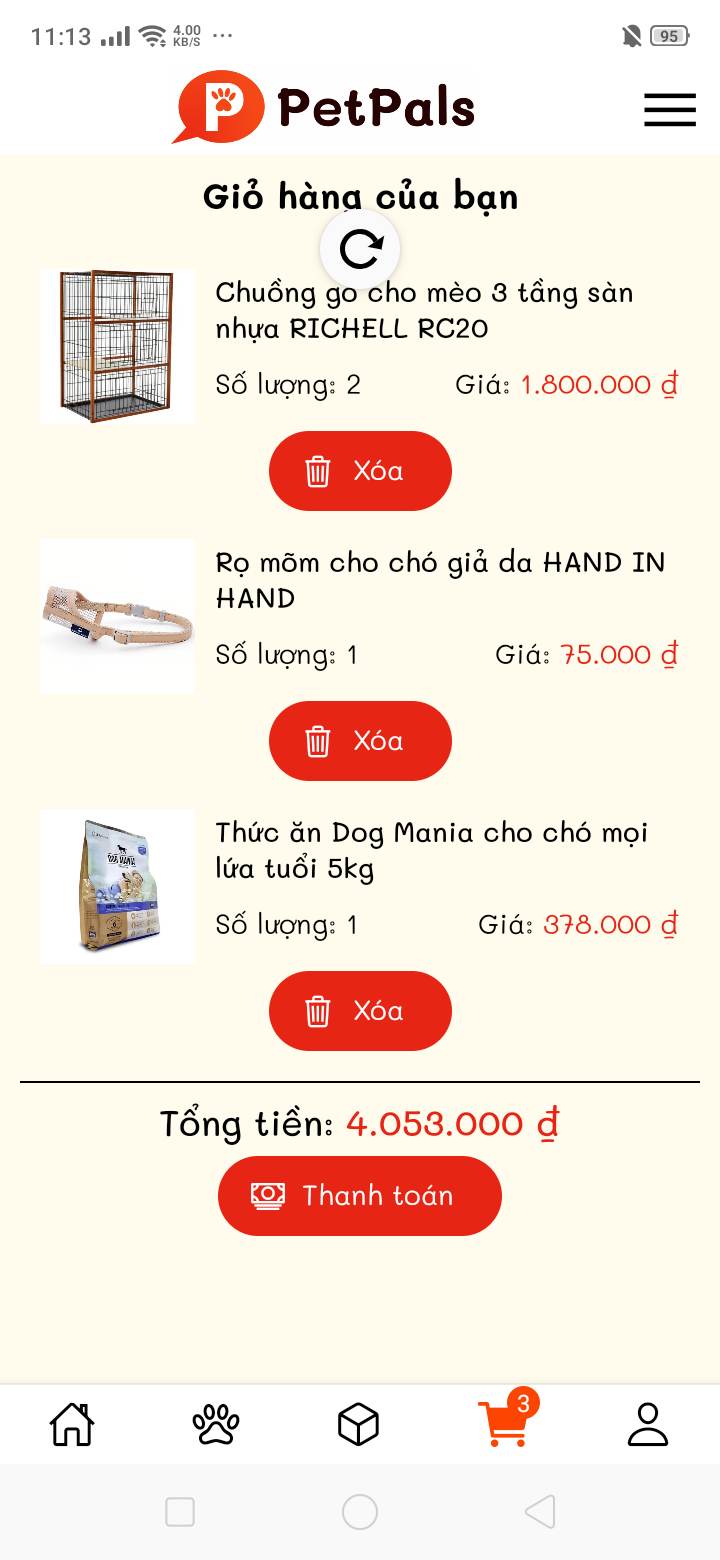 11:13 4.00 KB/S ... 95
PetPals
Giỏ hàng của bạn
Chuồng gỗ cho mèo 3 tầng sàn
nhựa RICHELL RC20
Số lượng: 2 Giá: 1.800.000 ₫
Xóa
Rọ mõm cho chó giả da HAND IN
HAND
Số lượng: 1 Giá: 75.000 ₫
Xóa
DOG MANIA
Thức ăn Dog Mania cho chó mọi
lứa tuổi 5kg
Số lượng: 1 Giá: 378.000 ₫
Xóa
Tổng tiền: 4.053.000 ₫
Thanh toán
3